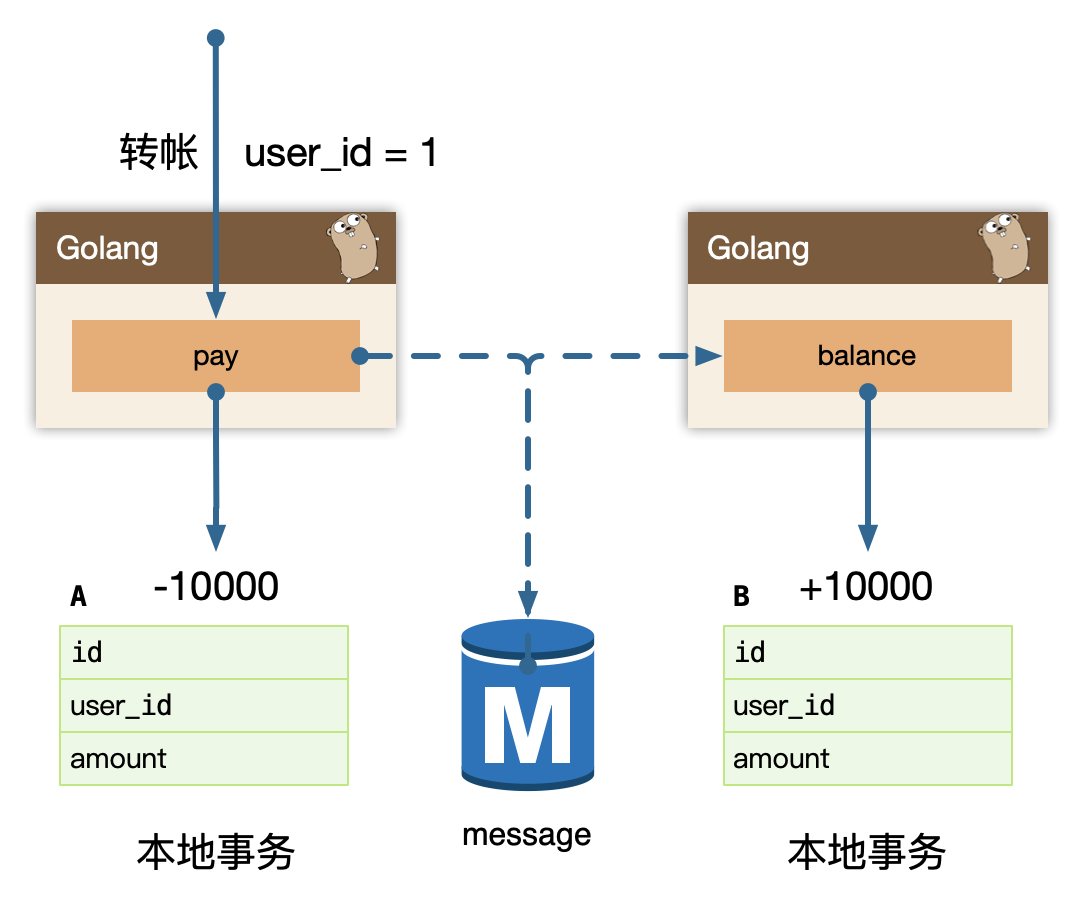 转帐 user_id = 1
Golang
Golang
pay
balance
A
-10000
B
+10000
id
user_id
amount
id
user_id
amount
M
message
本地事务
本地事务